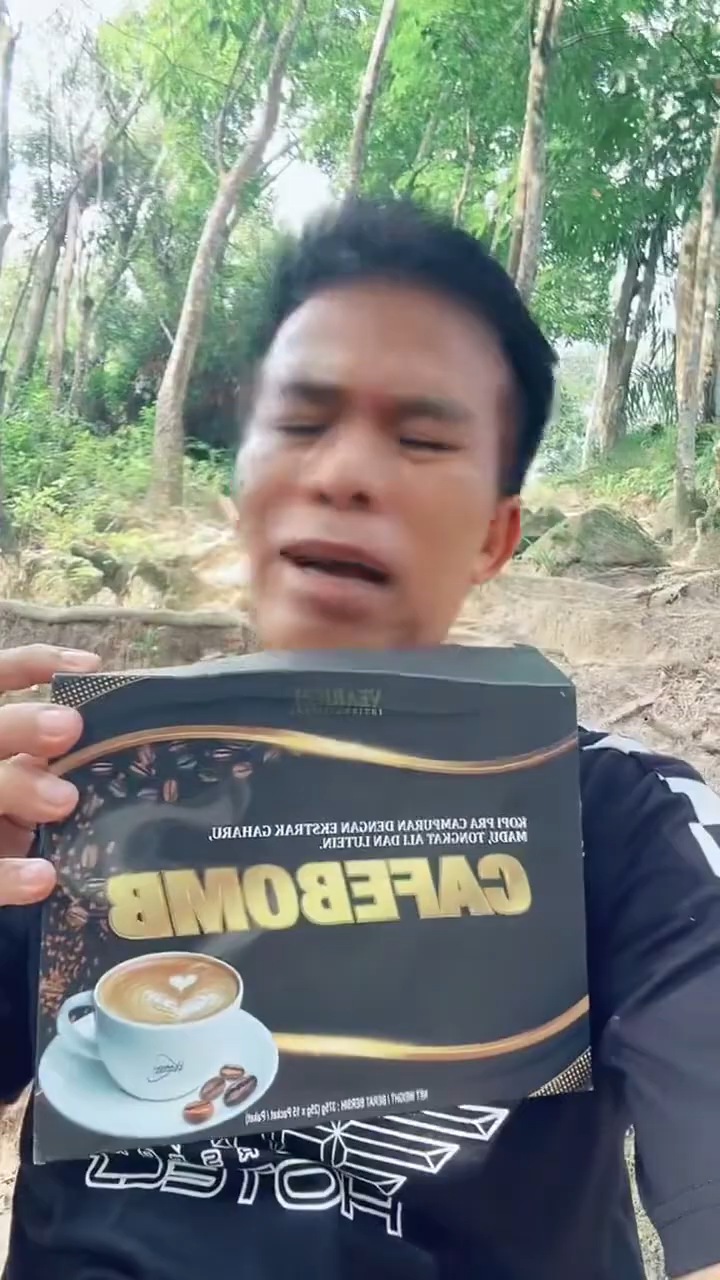 KOPI PRA CAMPURAN DENGAN EKSTRAK GAHARU,
MADU, TONGKAT ALI DAN LUTEIN.
CAFEBOMB
NET WEIGHT / BERAT BERSIH : 375g (25g x 15 Packet / Paket)